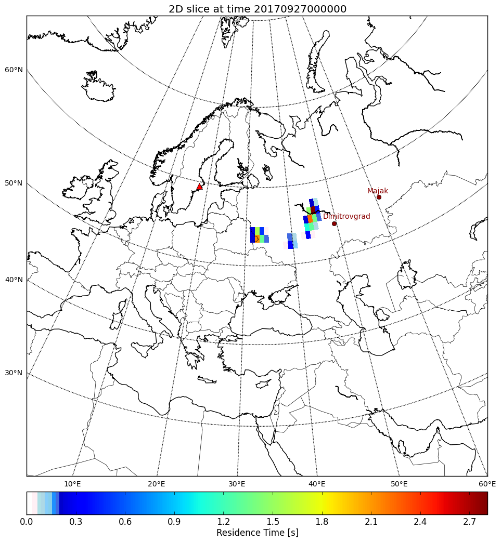 2D slice at time 20170927000000
60°N
50°N
40°N
30°N
Majak
Dimitrovgrad
10°E 20°E 30°E 40°E 50°E 60°E
0.0 0.3 0.6 0.9 1.2 1.5 1.8 2.1 2.4 2.7
Residence Time [s]